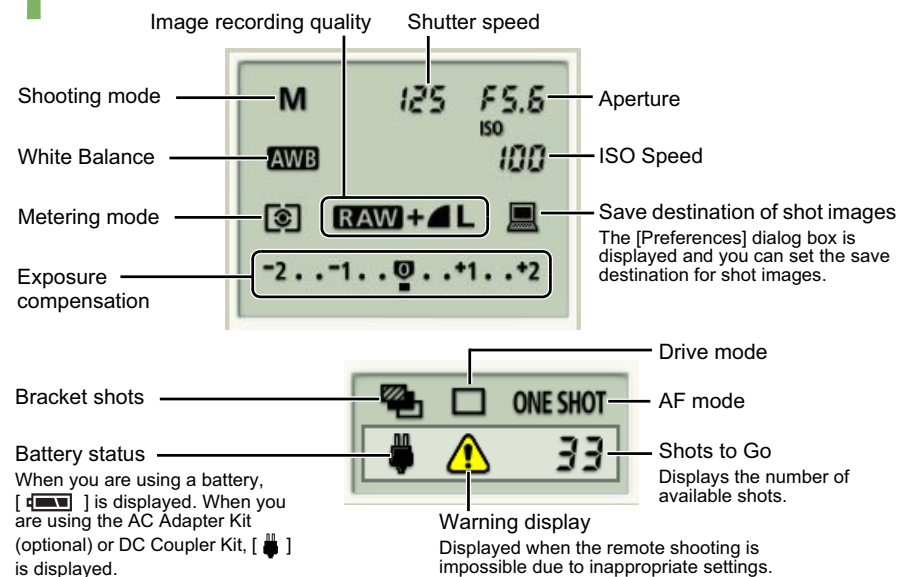 Image recording quality
Shutter speed
Shooting mode
M
125
F5.6
Aperture
ISO
White Balance
AWB
100
ISO Speed
Metering mode
RAW+ L
Save destination of shot images
The [Preferences] dialog box is
displayed and you can set the save
destination for shot images.
Exposure
compensation
-2..-1..0..+1..+2
Drive mode
Bracket shots
ONE SHOT
AF mode
Battery status
33
Shots to Go
When you are using a battery,
[ ] is displayed. When you
are using the AC Adapter Kit
(optional) or DC Coupler Kit, [ ]
is displayed.
Displays the number of
available shots.
Warning display
Displayed when the remote shooting is
impossible due to inappropriate settings.